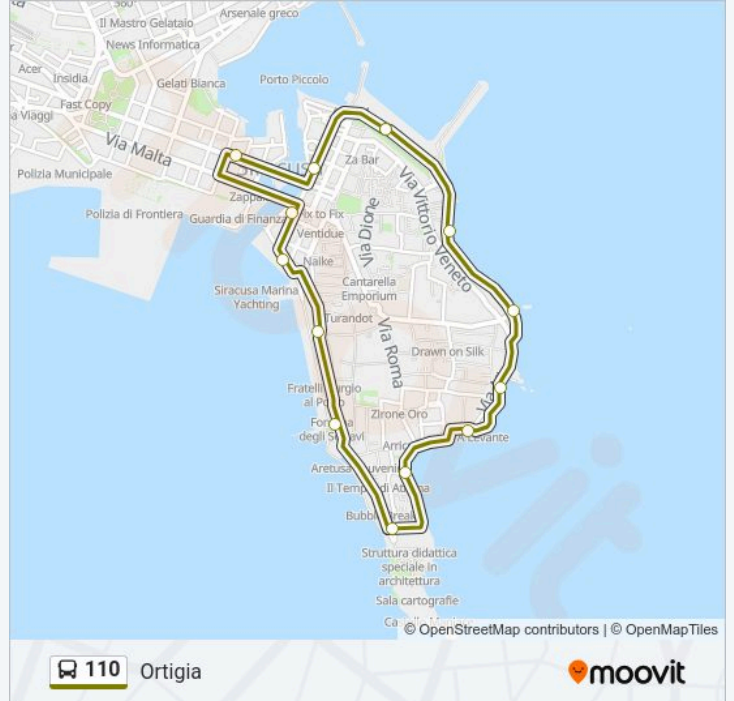 360
Arsenale greco
Il Mastro Gelataio
News Informatica
Acer
Insidia
Gelati Bianca
Porto Piccolo
Fast Copy
a Viaggi
Via Malta
Za Bar
Polizia Municipale
Via Vittorio Veneto
Polizia di Frontiera
Guardia di Finanza
Fix to Fix
Via Dione
Ventidue
Naike
Cantarella
Emporium
Siracusa Marina
Yachting
Turandot
Via Roma
Drawn on Silk
Zirone Oro
A Levante
Struttura didattica
speciale in
architettura
Sala cartografie
© OpenStreetMap contributors | © OpenMapTiles
110 Ortigia
moovit